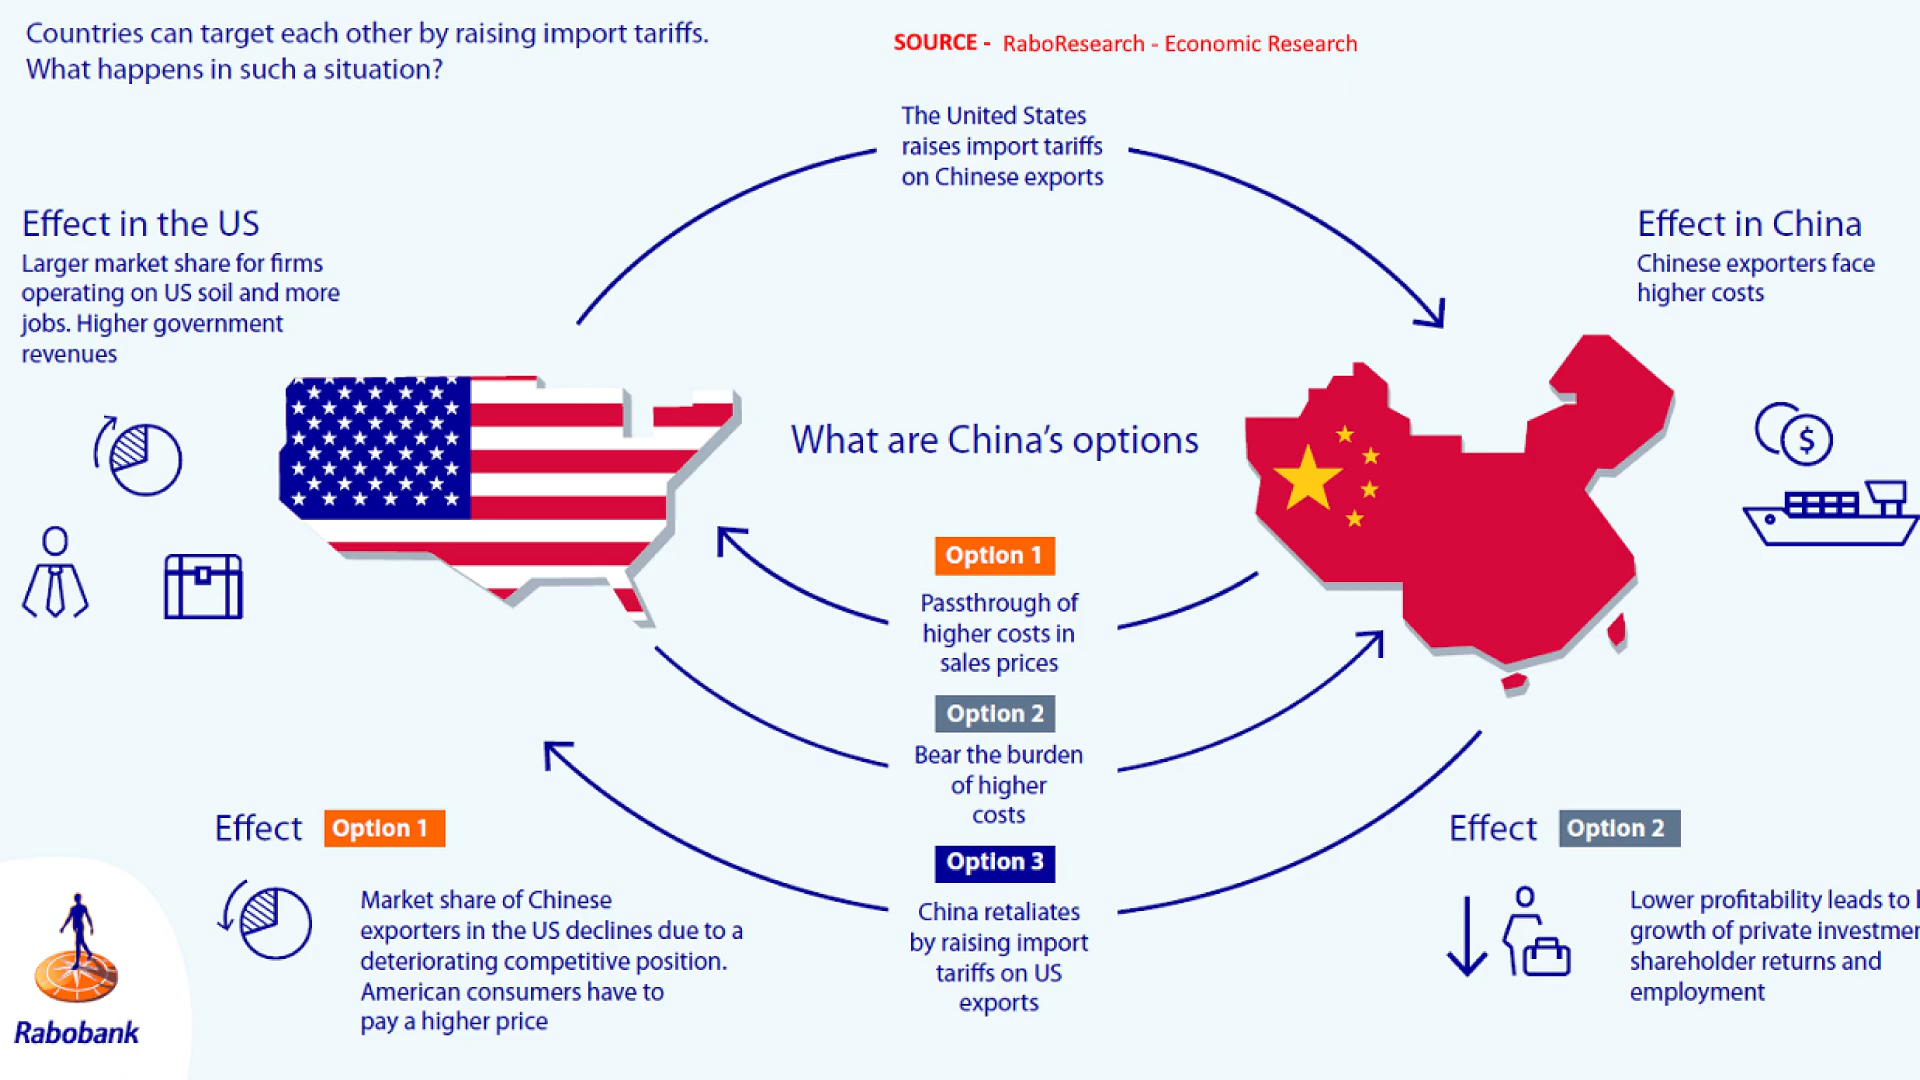 Countries can target each other by raising import tariffs.
What happens in such a situation?
SOURCE - RaboResearch - Economic Research
The United States
raises import tariffs
on Chinese exports
Effect in the US
Larger market share for firms
operating on US soil and more
jobs. Higher government
revenues
Effect in China
Chinese exporters face
higher costs
What are China's options
$
Option 1
Passthrough of
higher costs in
sales prices
Option 2
Bear the burden
of higher
costs
Option 3
China retaliates
by raising import
tariffs on US
exports
Effect Option 1
Market share of Chinese
exporters in the US declines due to a
deteriorating competitive position.
American consumers have to
pay a higher price
Effect Option 2
Lower profitability leads to
growth of private
shareholder returns and
employment
Rabobank